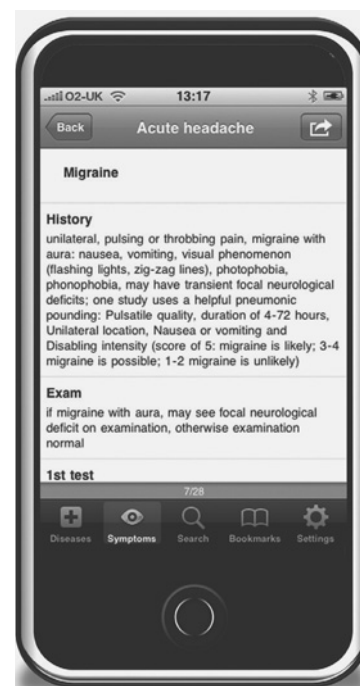 O2-UK 13:17
Back Acute headache
Migraine
History
unilateral, pulsing or throbbing pain, migraine with
aura: nausea, vomiting, visual phenomenon
(flashing lights, zig-zag lines), photophobia,
phonophobia, may have transient focal neurological
deficits; one study uses a helpful pneumonic
pounding: Pulsatile quality, duration of 4-72 hours,
Unilateral location, Nausea or vomiting and
Disabling intensity (score of 5: migraine is likely; 3-4
migraine is possible; 1-2 migraine is unlikely)
Exam
if migraine with aura, may see focal neurological
deficit on examination, otherwise examination
normal
1st test
7/28
Diseases Symptoms Search Bookmarks Settings